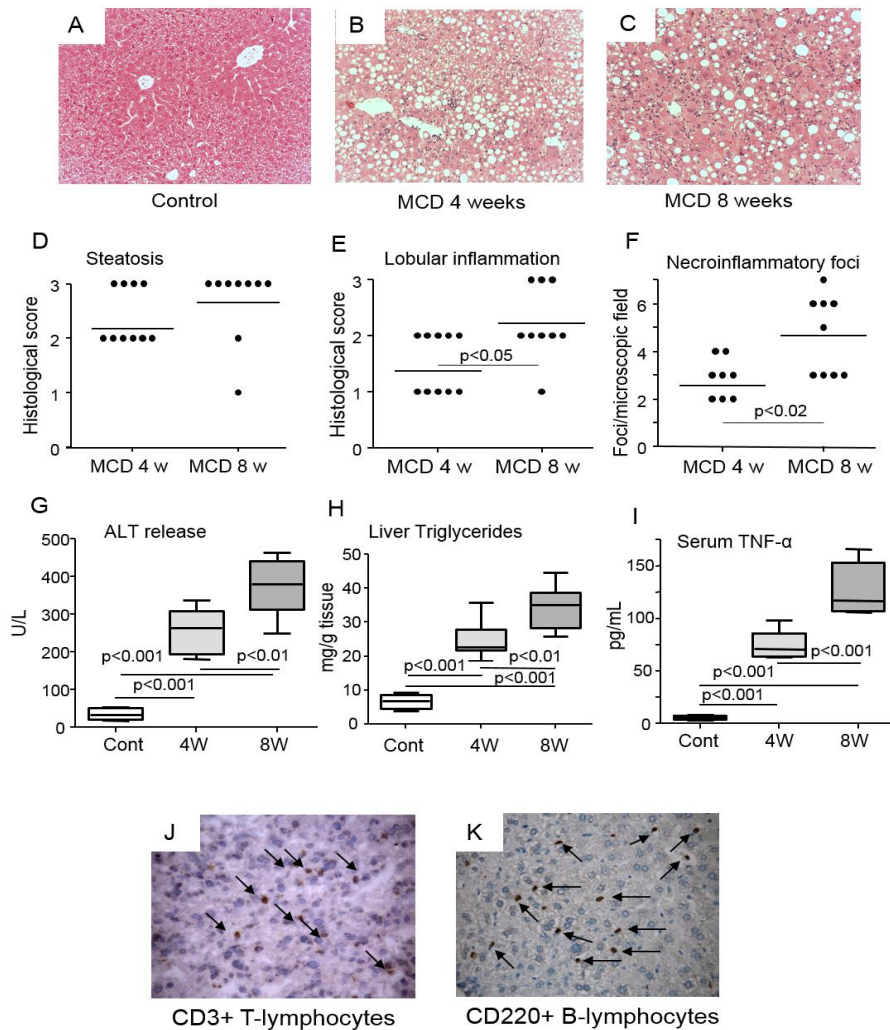 A
B
C
Control
MCD 4 weeks
MCD 8 weeks
D
Steatosis
Histological score
3
2
1
0
MCD 4 w
MCD 8 w
E
Lobular inflammation
Histological score
3
2
1
0
p<0.05
MCD 4 w
MCD 8 w
F
Necroinflammatory foci
Foci/microscopic field
6
4
2
0
p<0.02
MCD 4 w
MCD 8 w
G
ALT release
U/L
500
400
300
200
100
0
p<0.001
p<0.01
p<0.001
Cont
4W
8W
H
Liver Triglycerides
mg/g tissue
50
40
30
20
10
0
p<0.001
p<0.01
p<0.001
Cont
4W
8W
I
Serum TNF-α
pg/mL
150
125
100
75
50
25
0
p<0.001
p<0.001
p<0.001
Cont
4W
8W
J
K
CD3+ T-lymphocytes
CD220+ B-lymphocytes